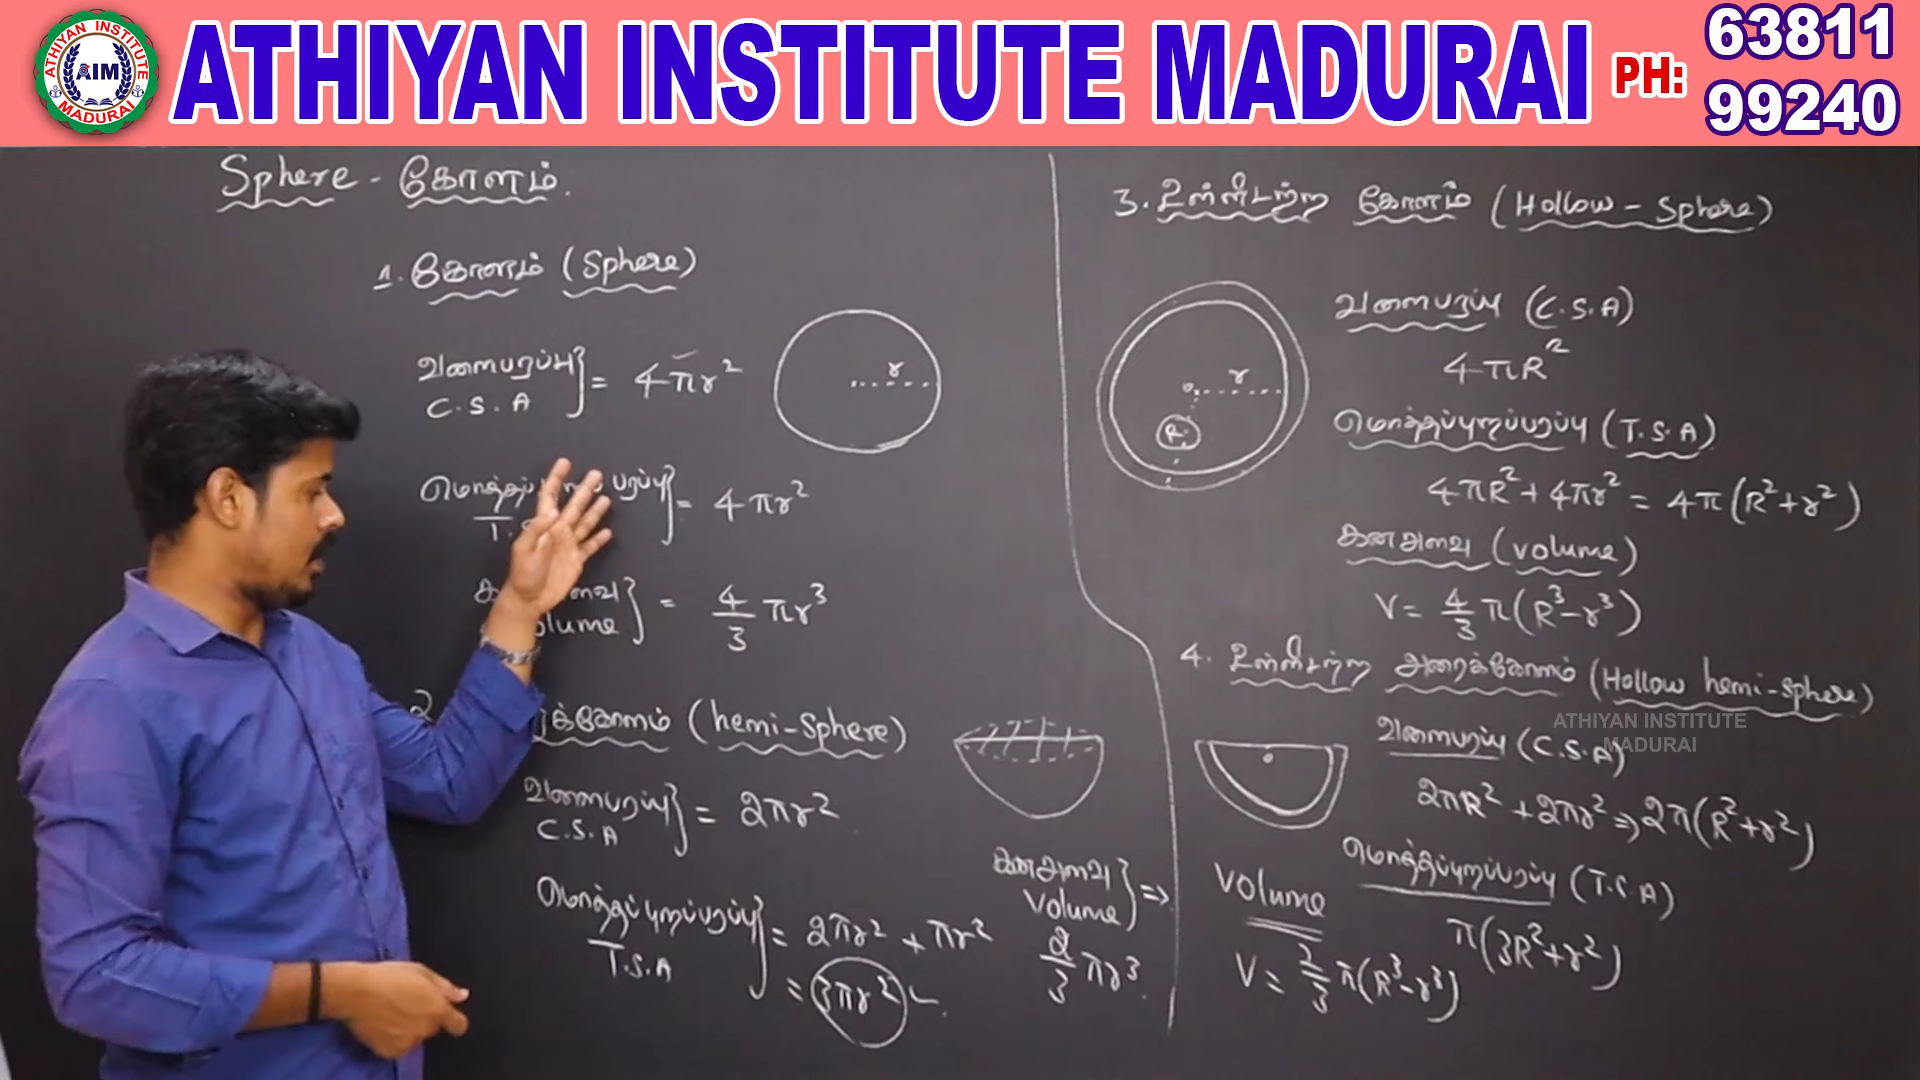 ATHIYAN INSTITUTE
AIM
MADURAI
ATHIYAN INSTITUTE MADURAI
PH:
63811
99240
Sphere - கோளம்.
1. கோளம் (Sphere)
வளைபரப்பு
C.S.A
= 4πr²
r
மொத்தப் பரப்பு
= 4πr²
= 4/3 πr³
2 (hemi-Sphere)
வளைபரப்பு
C.S.A
= 2πr²
மொத்தப்புறப்பரப்பு
T.S.A
= 2πr² + πr²
= 3πr²
கனஅளவு
Volume
=>
2/3 πr³
3. உள்ளீடற்ற கோளம் (Hollow - Sphere)
r
R
வளைபரப்பு (C.S.A)
4πR²
மொத்தப்புறப்பரப்பு (T.S.A)
4πR² + 4πr² = 4π(R²+r²)
கனஅளவு (Volume)
V = 4/3 π(R³-r³)
4. உள்ளீடற்ற அரைக்கோளம் (Hollow hemi-Sphere)
ATHIYAN INSTITUTE
MADURAI
வளைபரப்பு (C.S.A)
2πR² + 2πr² => 2π(R²+r²)
மொத்தப்புறப்பரப்பு (T.S.A)
π(3R²+r²)
Volume
V = 2/3 π(R³-r³)